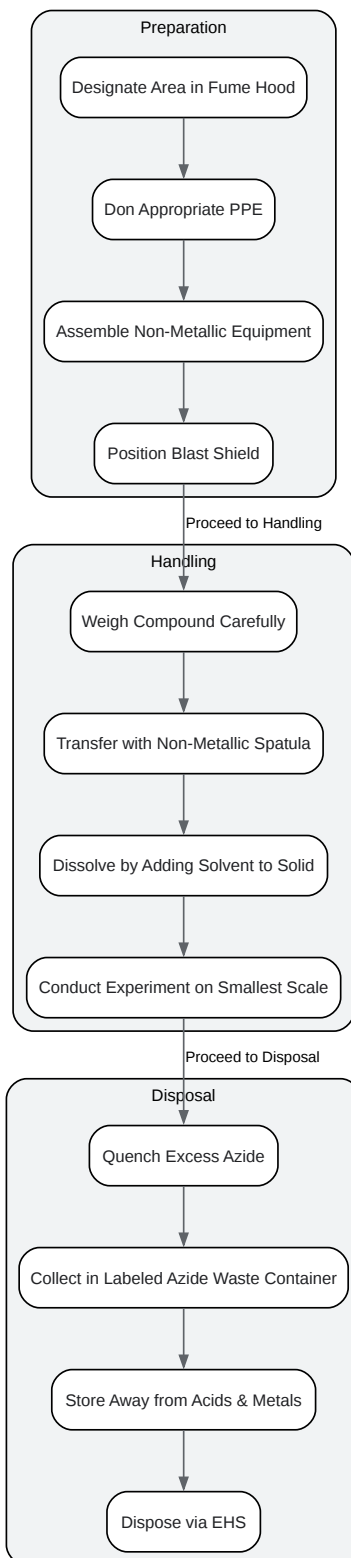 Preparation
Designate Area in Fume Hood
Don Appropriate PPE
Assemble Non-Metallic Equipment
Position Blast Shield
Proceed to Handling
Handling
Weigh Compound Carefully
Transfer with Non-Metallic Spatula
Dissolve by Adding Solvent to Solid
Conduct Experiment on Smallest Scale
Proceed to Disposal
Disposal
Quench Excess Azide
Collect in Labeled Azide Waste Container
Store Away from Acids & Metals
Dispose via EHS